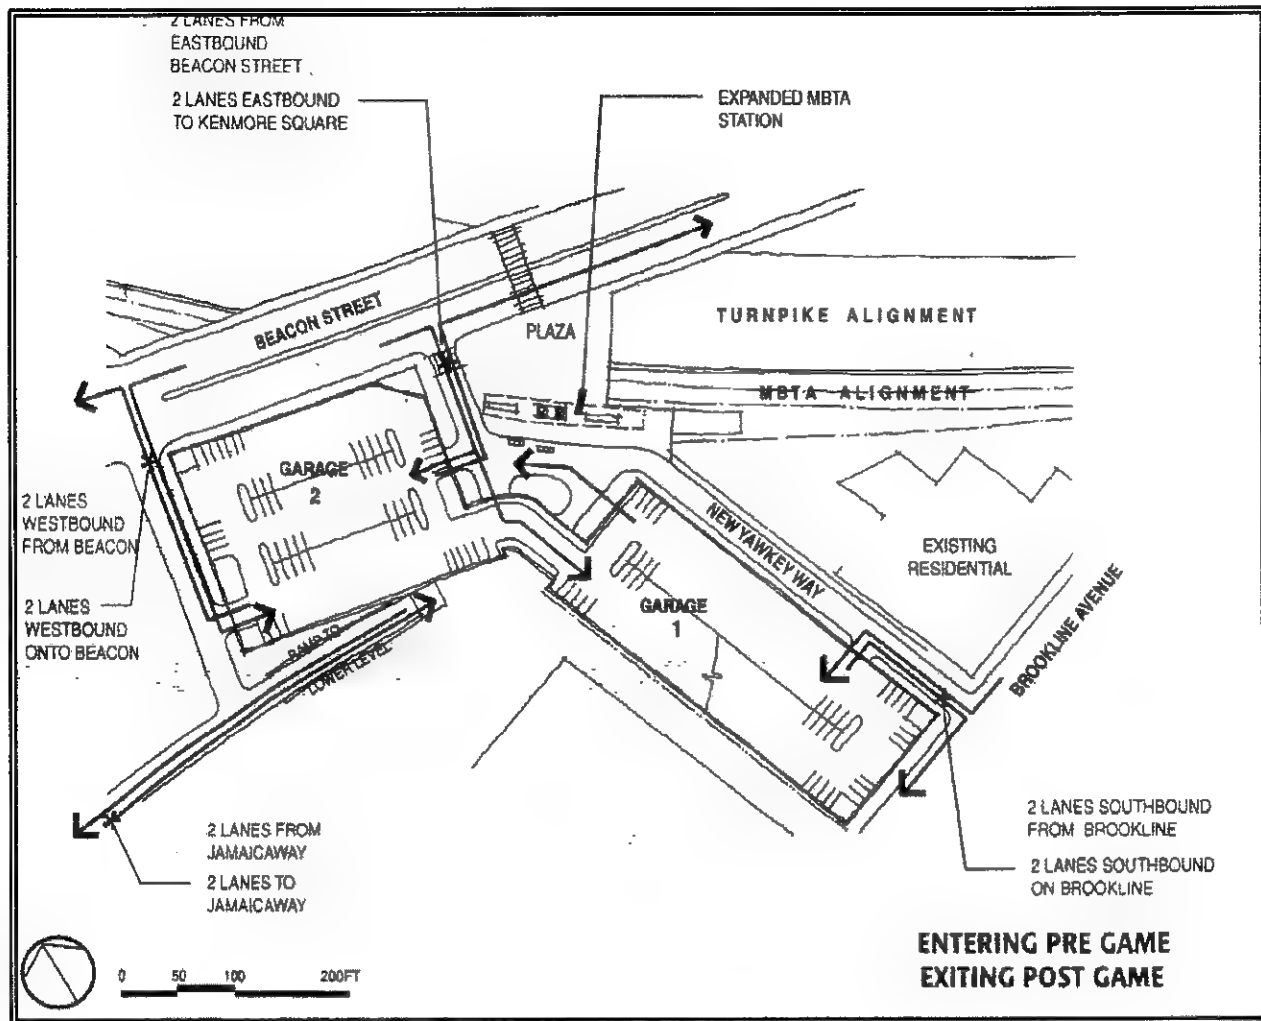 2 LANES FROM
EASTBOUND
BEACON STREET
2 LANES EASTBOUND
TO KENMORE SQUARE
EXPANDED MBTA
STATION
BEACON STREET
PLAZA
TURNPIKE ALIGNMENT
MBTA ALIGNMENT
GARAGE
2
2 LANES
WESTBOUND
FROM BEACON
NEW YAWKEY WAY
EXISTING
RESIDENTIAL
GARAGE
1
BROOKLINE AVENUE
2 LANES
WESTBOUND
ONTO BEACON
RAMP TO
LOWER LEVEL
2 LANES FROM
JAMAICAWAY
2 LANES TO
JAMAICAWAY
2 LANES SOUTHBOUND
FROM BROOKLINE
2 LANES SOUTHBOUND
ON BROOKLINE
ENTERING PRE GAME
EXITING POST GAME
0 50 100 200FT